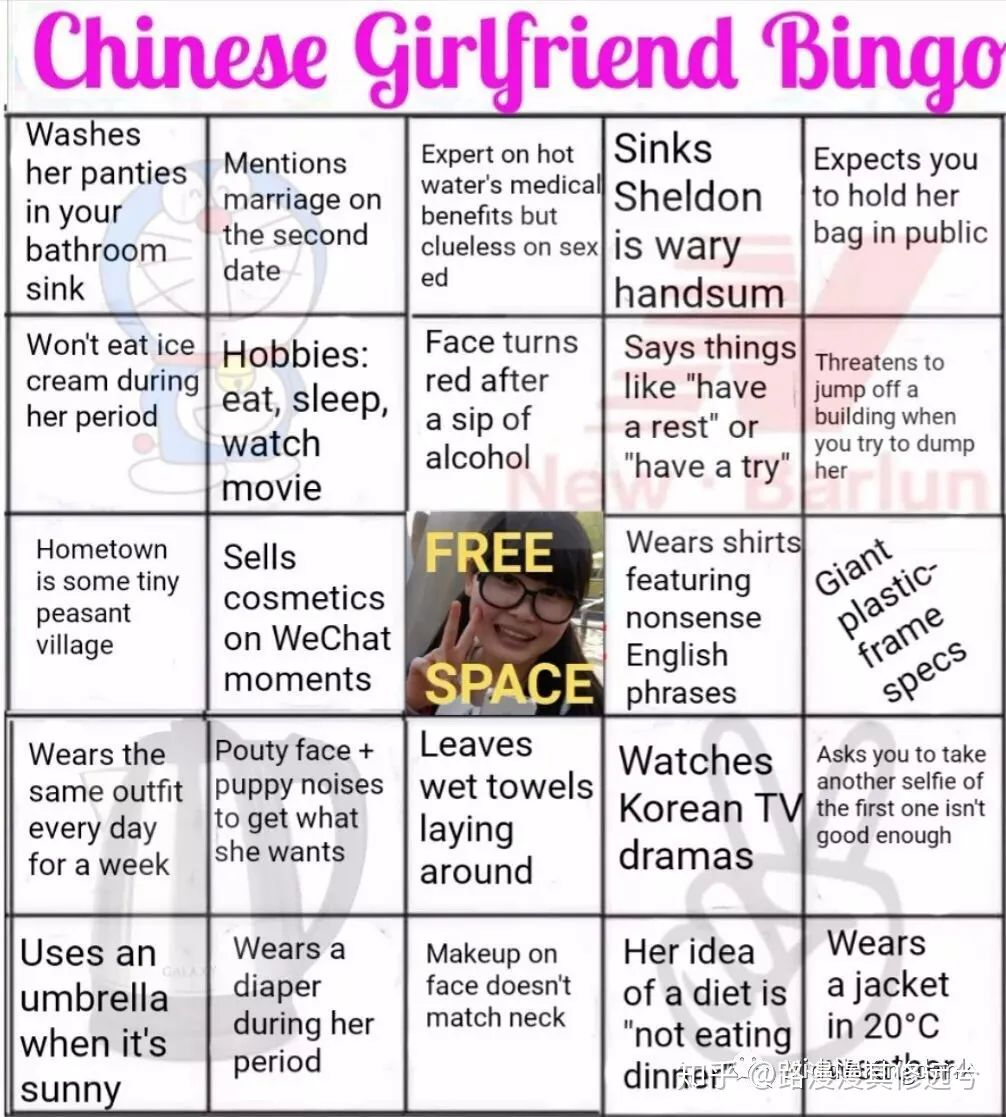 Chinese Girlfriend Bingo
Washes
her panties
in your
bathroom
sink
Mentions
marriage on
the second
date
Expert on hot
water's medical
benefits but
clueless on sex
ed
Sinks
Sheldon
is wary
handsum
Expects you
to hold her
bag in public
Won't eat ice
cream during
her period
Hobbies:
eat, sleep,
watch
movie
Face turns
red after
a sip of
alcohol
Says things
like "have
a rest" or
"have a try"
Threatens to
jump off a
building when
you try to dump
her
New · Barlun
Hometown
is some tiny
peasant
village
Sells
cosmetics
on WeChat
moments
FREE
SPACE
Wears shirts
featuring
nonsense
English
phrases
Giant
plastic-
frame
specs
Wears the
same outfit
every day
for a week
Pouty face +
puppy noises
to get what
she wants
Leaves
wet towels
laying
around
Watches
Korean TV
dramas
Asks you to take
another selfie of
the first one isn't
good enough
Uses an
umbrella
when it's
sunny
GALAXY
Wears a
diaper
during her
period
Makeup on
face doesn't
match neck
Her idea
of a diet is
"not eating
dinner"
Wears
a jacket
in 20°C
知乎 @路漫漫其修远兮